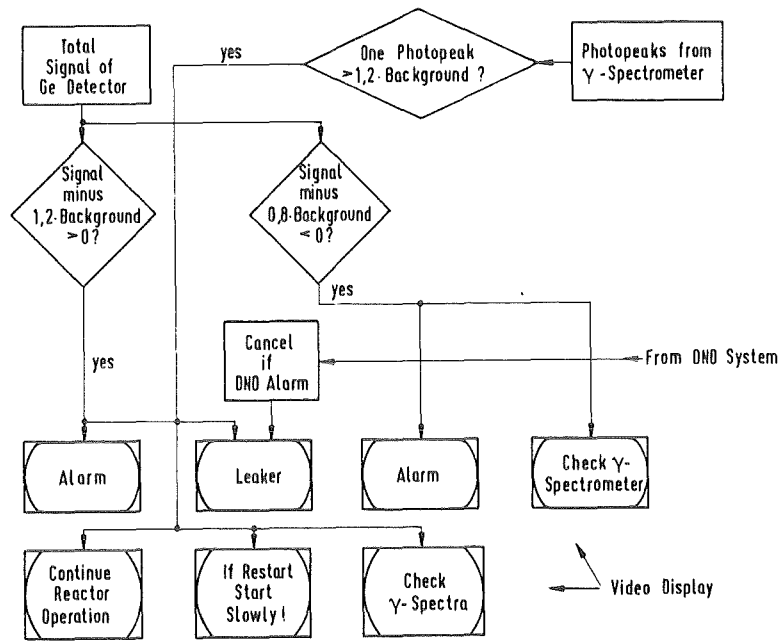 Total
Signal of
Ge Detector
yes
One Photopeak
>1,2·Background ?
Photopeaks from
γ-Spectrometer
Signal
minus
1,2·Background
>0?
Signal
minus
0,8·Background
<0?
yes
yes
Cancel
if
DND Alarm
From DND System
Alarm
Leaker
Alarm
Check γ-
Spectrometer
Continue
Reactor
Operation
If Restart
Start
Slowly!
Check
γ-Spectra
Video Display